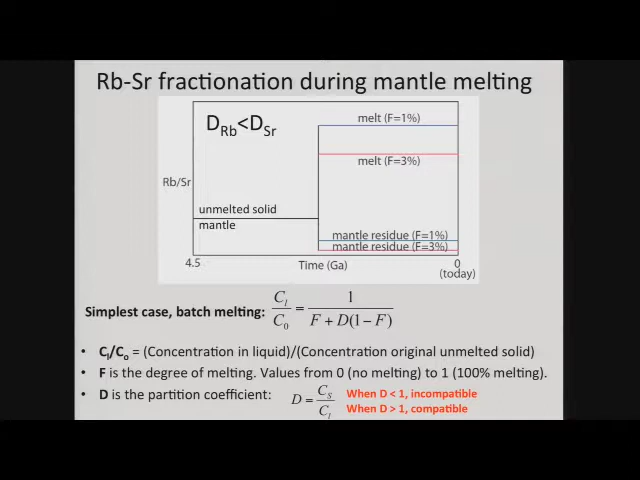 Rb-Sr fractionation during mantle melting
D_Rb<D_Sr
melt (F=1%)
melt (F=3%)
Rb/Sr
unmelted solid
mantle
mantle residue (F=1%)
mantle residue (F=3%)
4.5
Time (Ga)
0
(today)
Simplest case, batch melting: C_l/C_0 = 1/(F + D(1−F))
• C_l/C_o = (Concentration in liquid)/(Concentration original unmelted solid)
• F is the degree of melting. Values from 0 (no melting) to 1 (100% melting).
• D is the partition coefficient: D = C_S/C_l
When D < 1, incompatible
When D > 1, compatible